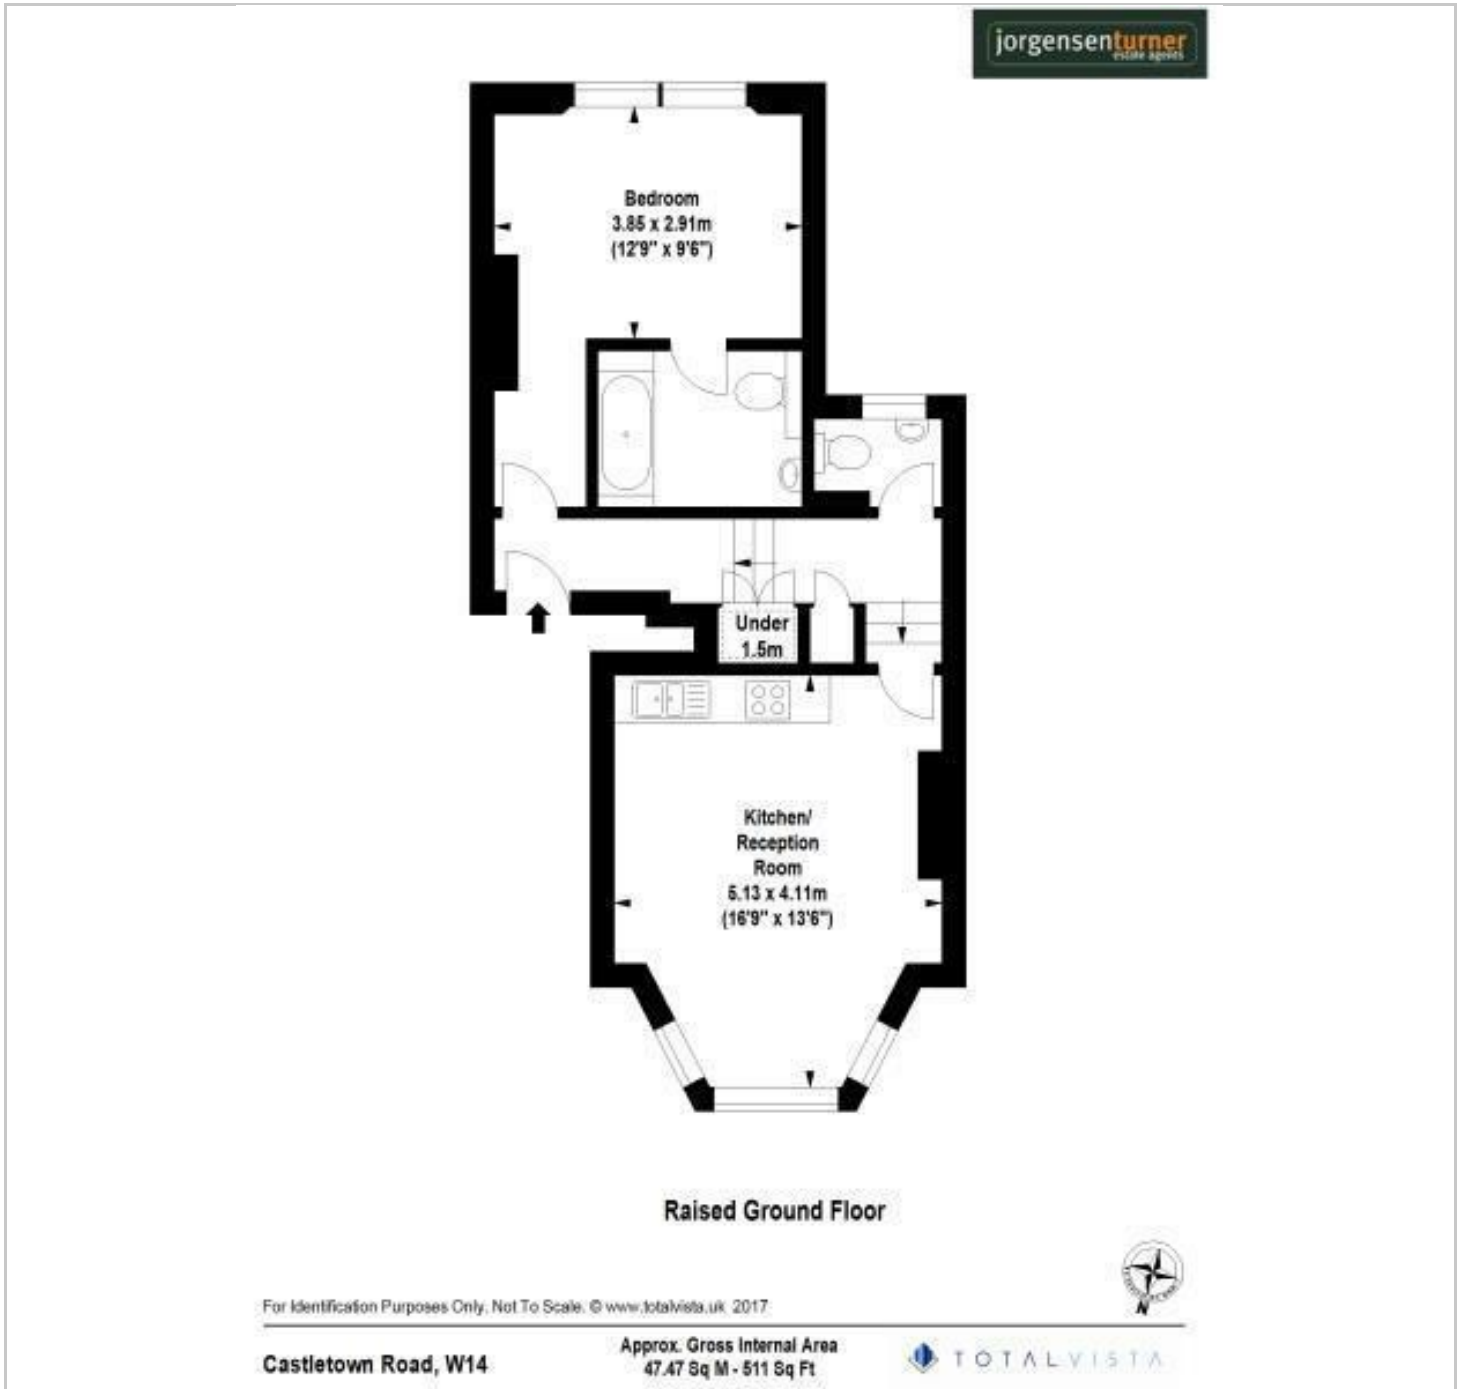 jorgensenturner
estate agents
Bedroom
3.85 x 2.91m
(12'9" x 9'6")
Under
1.5m
Kitchen/
Reception
Room
5.13 x 4.11m
(16'9" x 13'6")
Raised Ground Floor
N
For Identification Purposes Only. Not To Scale. © www.totalvista.uk 2017
Castletown Road, W14
Approx. Gross Internal Area
47.47 Sq M - 511 Sq Ft
TOTALVISTA